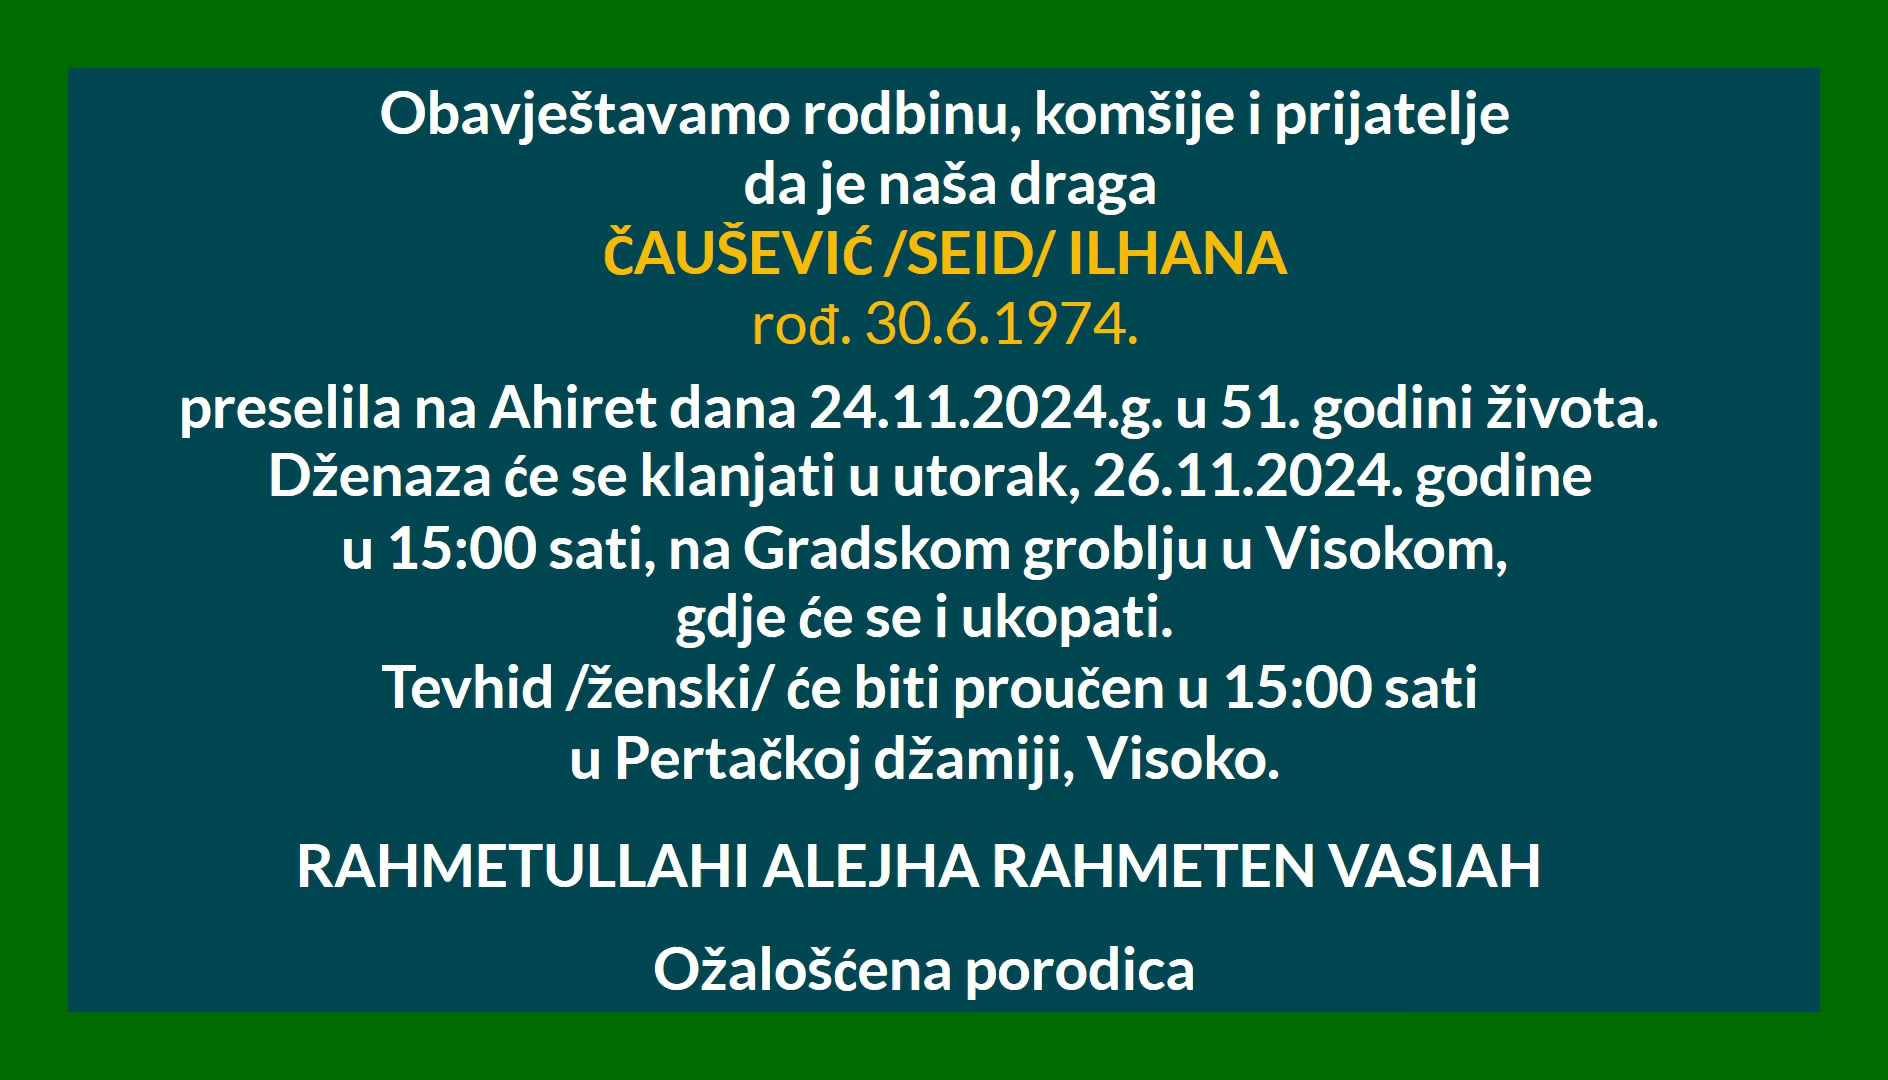 Obavještavamo rodbinu, komšije i prijatelje
da je naša draga
ČAUŠEVIĆ /SEID/ ILHANA
rođ. 30.6.1974.
preselila na Ahiret dana 24.11.2024.g. u 51. godini života.
Dženaza će se klanjati u utorak, 26.11.2024. godine
u 15:00 sati, na Gradskom groblju u Visokom,
gdje će se i ukopati.
Tevhid /ženski/ će biti proučen u 15:00 sati
u Pertačkoj džamiji, Visoko.
RAHMETULLAHI ALEJHA RAHMETEN VASIAH
Ožalošćena porodica